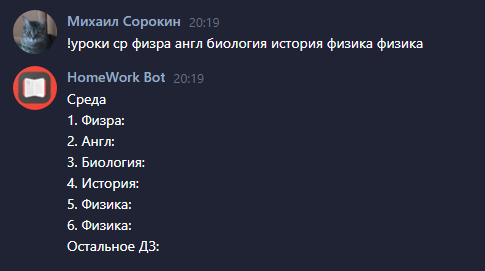 Михаил Сорокин 20:19
!уроки ср физра англ биология история физика физика
HomeWork Bot 20:19
Среда
1. Физра:
2. Англ:
3. Биология:
4. История:
5. Физика:
6. Физика:
Остальное ДЗ: